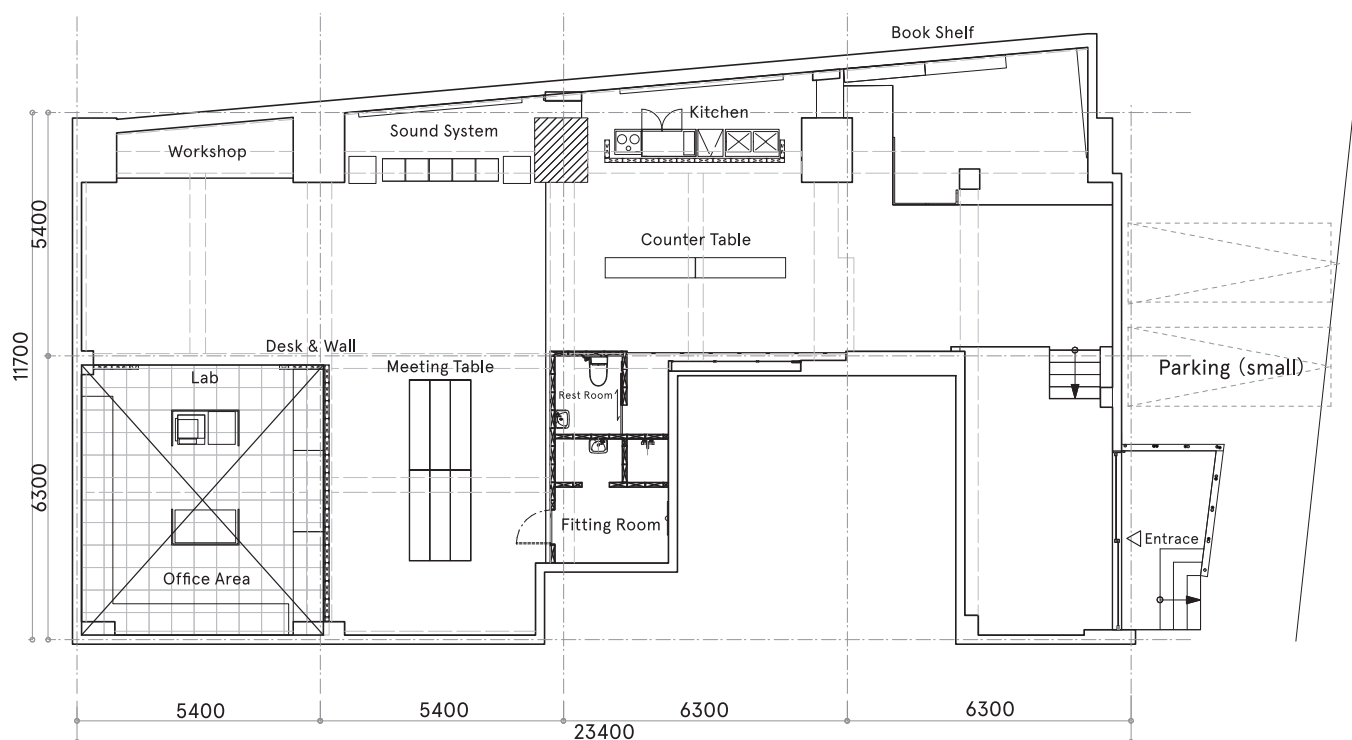 Book Shelf
Kitchen
Sound System
Workshop
Counter Table
5400
11700
Desk & Wall
Meeting Table
Parking (small)
Lab
Rest Room
6300
Fitting Room
Entrace
Office Area
5400
5400
6300
6300
23400